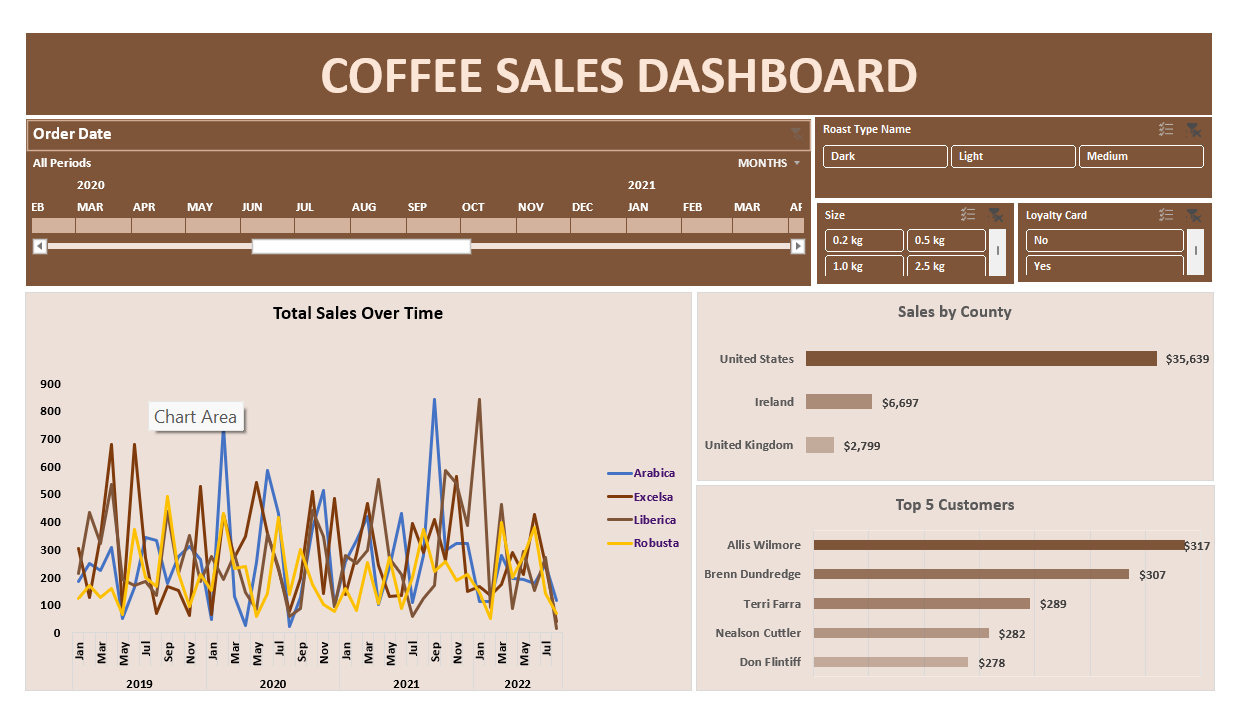 COFFEE SALES DASHBOARD
Order Date
All Periods
MONTHS
2020 2021
EB MAR APR MAY JUN JUL AUG SEP OCT NOV DEC JAN FEB MAR AF
Roast Type Name
Dark Light Medium
Size
0.2 kg 0.5 kg
1.0 kg 2.5 kg
Loyalty Card
No
Yes
Total Sales Over Time
900
800
700
600
500
400
300
200
100
0
Chart Area
Arabica
Excelsa
Liberica
Robusta
Jan Mar May Jul Sep Nov Jan Mar May Jul Sep Nov Jan Mar May Jul Sep Nov Jan Mar May Jul
2019 2020 2021 2022
Sales by County
United States $35,639
Ireland $6,697
United Kingdom $2,799
Top 5 Customers
Allis Wilmore $317
Brenn Dundredge $307
Terri Farra $289
Nealson Cuttler $282
Don Flintiff $278